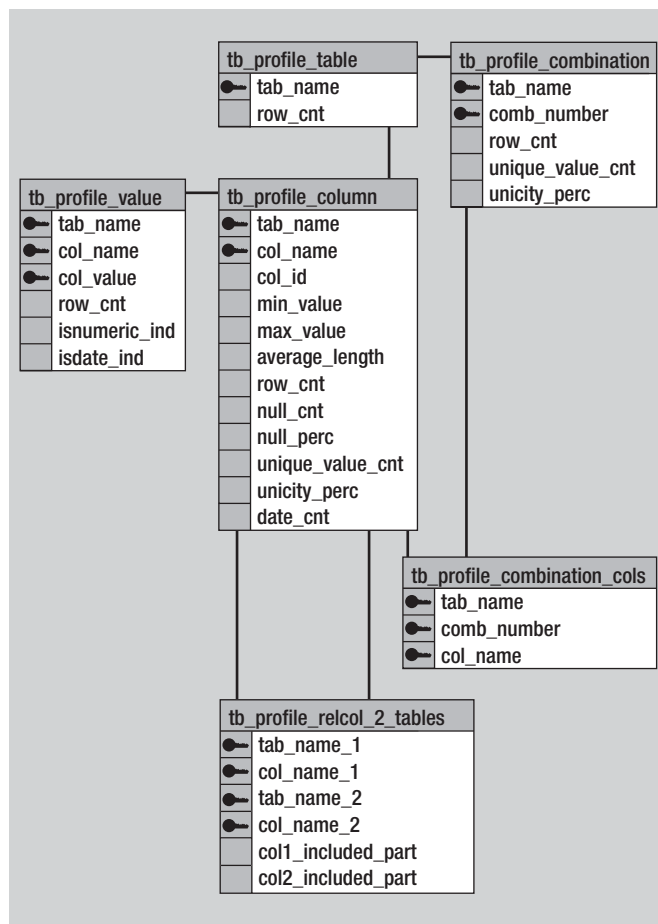 tb_profile_table
tab_name
row_cnt
tb_profile_combination
tab_name
comb_number
row_cnt
unique_value_cnt
unicity_perc
tb_profile_value
tab_name
col_name
col_value
row_cnt
isnumeric_ind
isdate_ind
tb_profile_column
tab_name
col_name
col_id
min_value
max_value
average_length
row_cnt
null_cnt
null_perc
unique_value_cnt
unicity_perc
date_cnt
tb_profile_combination_cols
tab_name
comb_number
col_name
tb_profile_relcol_2_tables
tab_name_1
col_name_1
tab_name_2
col_name_2
col1_included_part
col2_included_part